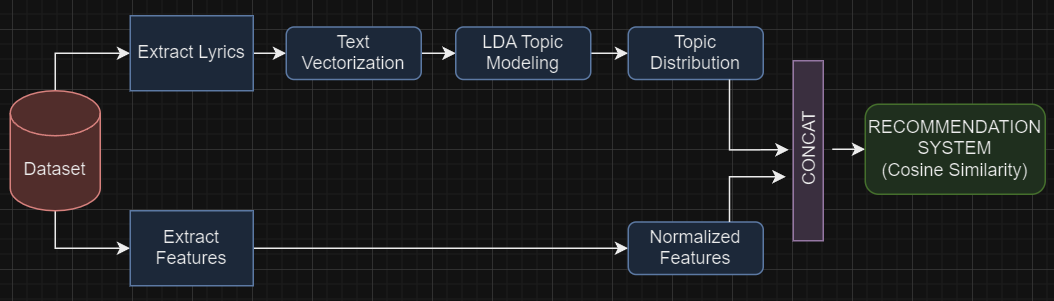 Dataset
Extract Lyrics
Text
Vectorization
LDA Topic
Modeling
Topic
Distribution
Extract
Features
Normalized
Features
CONCAT
RECOMMENDATION
SYSTEM
(Cosine Similarity)